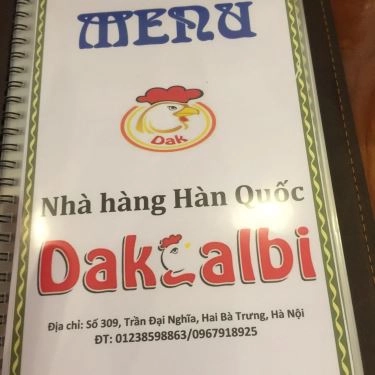 MENU
Dak
Nhà hàng Hàn Quốc
Dakgalbi
Địa chỉ: Số 309, Trần Đại Nghĩa, Hai Bà Trưng, Hà Nội
ĐT: 01238598863/0967918925